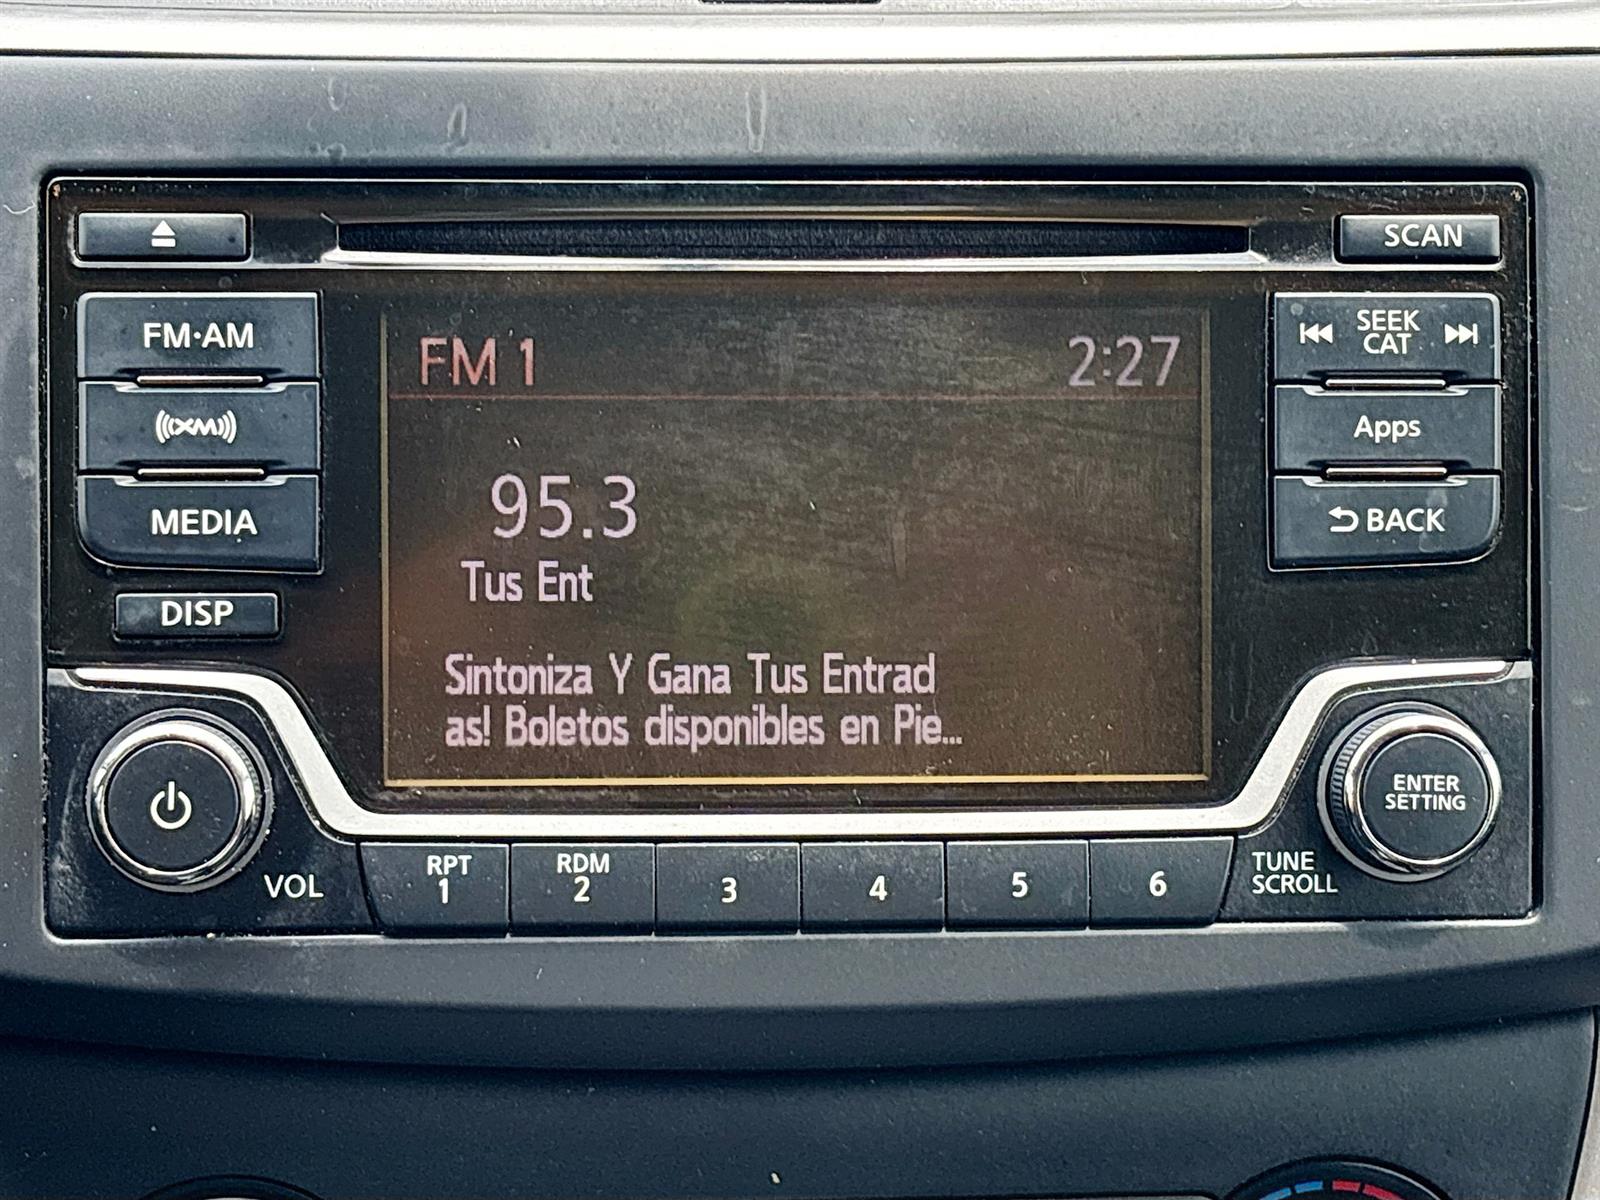 SCAN
FM·AM
SEEK
CAT
FM 1 2:27
XM
Apps
95.3
MEDIA
BACK
Tus Ent
DISP
Sintoniza Y Gana Tus Entrad
as! Boletos disponibles en Pie...
ENTER
SETTING
VOL
RPT
1
RDM
2
3
4
5
6
TUNE
SCROLL